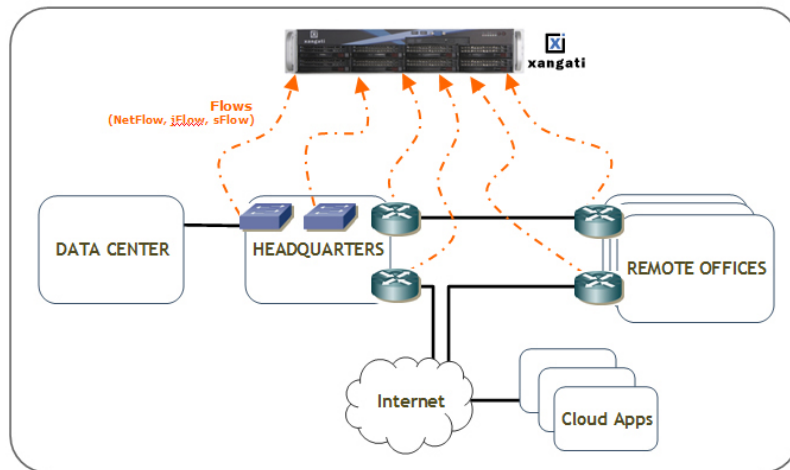 xangati
Flows
(NetFlow, jFlow, sFlow)
DATA CENTER
HEADQUARTERS
REMOTE OFFICES
Internet
Cloud Apps